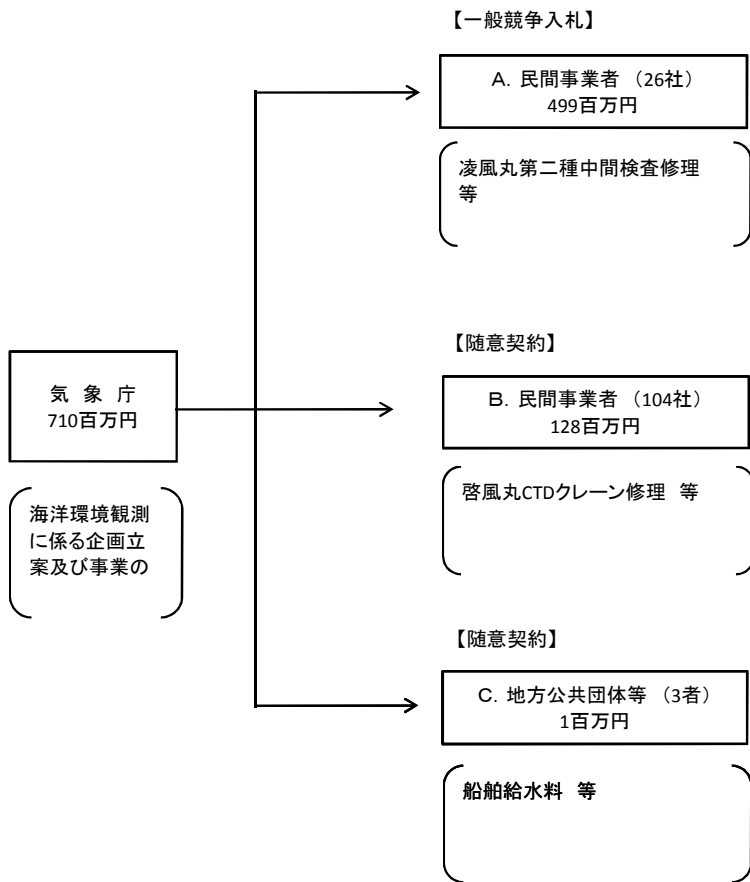 【一般競争入札】
A. 民間事業者 （26社）
499百万円
凌風丸第二種中間検査修理
等
【随意契約】
気 象 庁
710百万円
B. 民間事業者 （104社）
128百万円
海洋環境観測
に係る企画立
案及び事業の
啓風丸CTDクレーン修理 等
【随意契約】
C. 地方公共団体等 （3者）
1百万円
船舶給水料 等